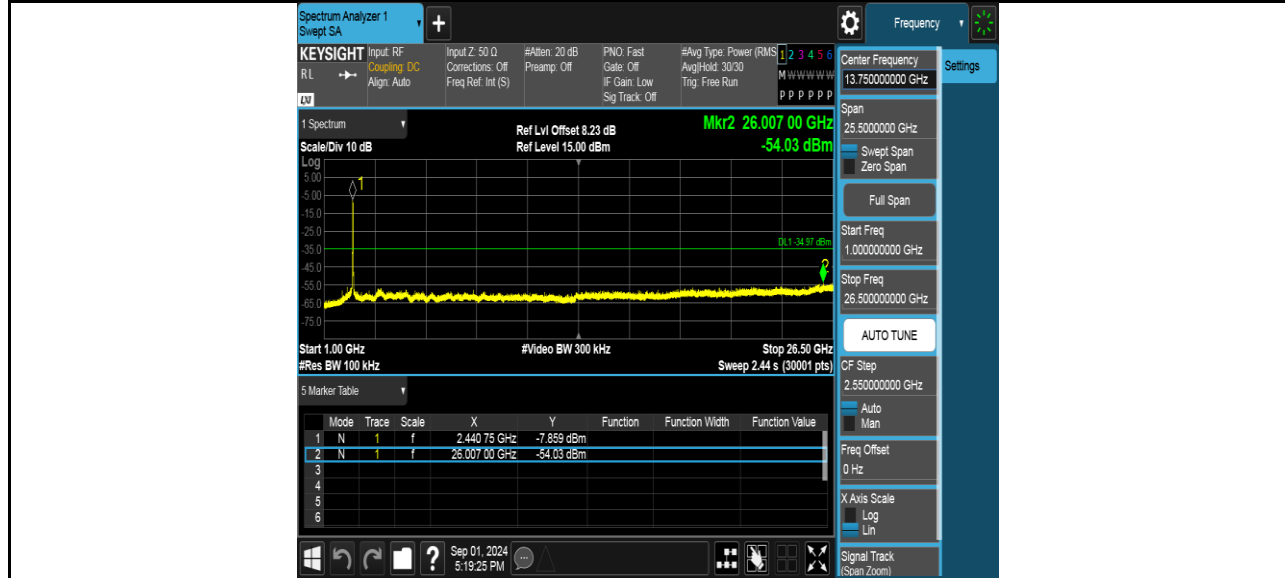 Spectrum Analyzer 1
Swept SA
Frequency
KEYSIGHT
RL
LXI
Input: RF
Coupling: DC
Align: Auto
Input Z: 50 Ω
Corrections: Off
Freq Ref: Int (S)
#Atten: 20 dB
Preamp: Off
PNO: Fast
Gate: Off
IF Gain: Low
Sig Track: Off
#Avg Type: Power (RMS
Avg|Hold: 30/30
Trig: Free Run
1 2 3 4 5 6
M W W W W W
P P P P P P
1 Spectrum
Scale/Div 10 dB
Ref Lvl Offset 8.23 dB
Ref Level 15.00 dBm
Mkr2 26.007 00 GHz
-54.03 dBm
Log
5.00
-5.00
-15.0
-25.0
-35.0
-45.0
-55.0
-65.0
-75.0
1
DL1 -34.97 dBm
2
Start 1.00 GHz
#Video BW 300 kHz
Stop 26.50 GHz
#Res BW 100 kHz
Sweep 2.44 s (30001 pts)
5 Marker Table
Mode Trace Scale X Y Function Function Width Function Value
1 N 1 f 2.440 75 GHz -7.859 dBm
2 N 1 f 26.007 00 GHz -54.03 dBm
3
4
5
6
Sep 01, 2024
5:19:25 PM
Center Frequency
13.750000000 GHz
Settings
Span
25.5000000 GHz
Swept Span
Zero Span
Full Span
Start Freq
1.000000000 GHz
Stop Freq
26.500000000 GHz
AUTO TUNE
CF Step
2.550000000 GHz
Auto
Man
Freq Offset
0 Hz
X Axis Scale
Log
Lin
Signal Track
(Span Zoom)